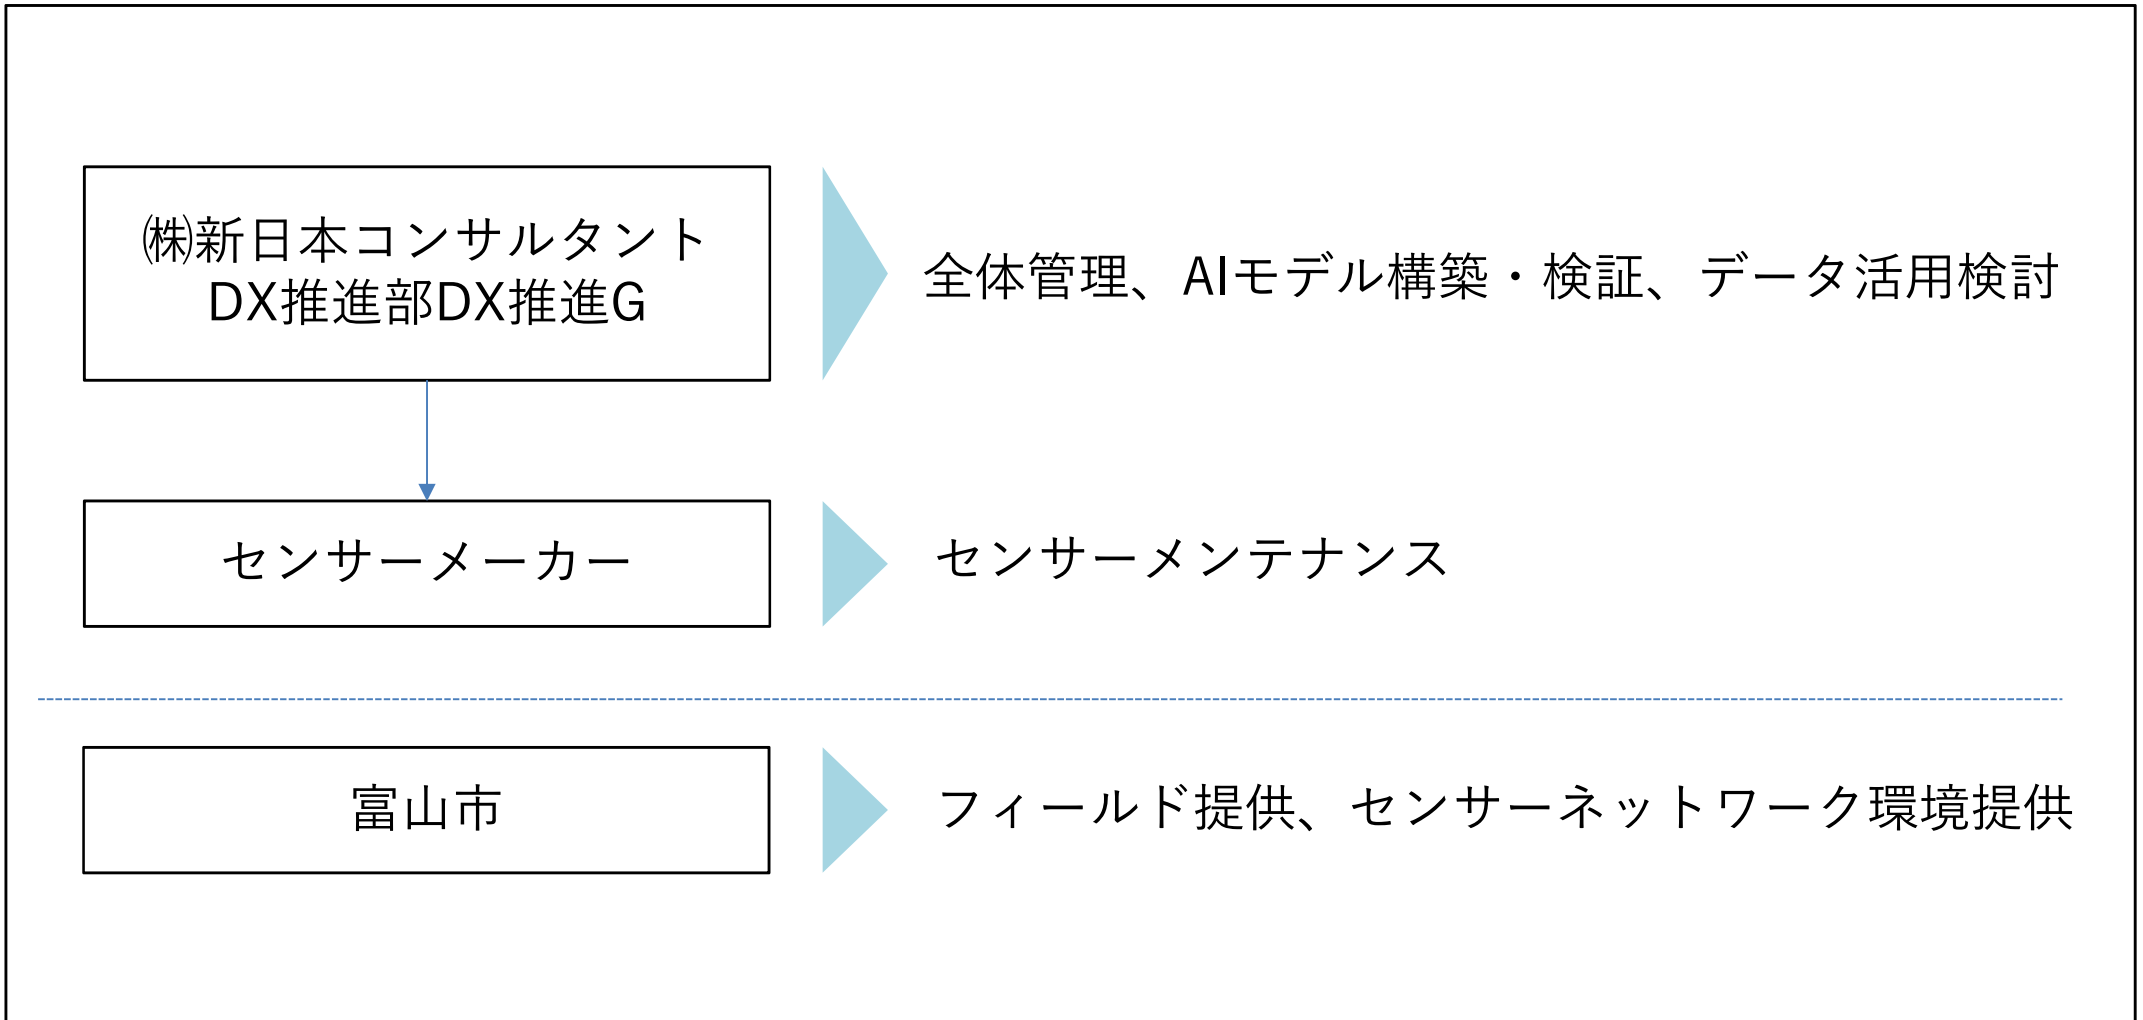 ㈱新日本コンサルタント
DX推進部DX推進G
全体管理、AIモデル構築・検証、データ活用検討
センサーメーカー
センサーメンテナンス
富山市
フィールド提供、センサーネットワーク環境提供